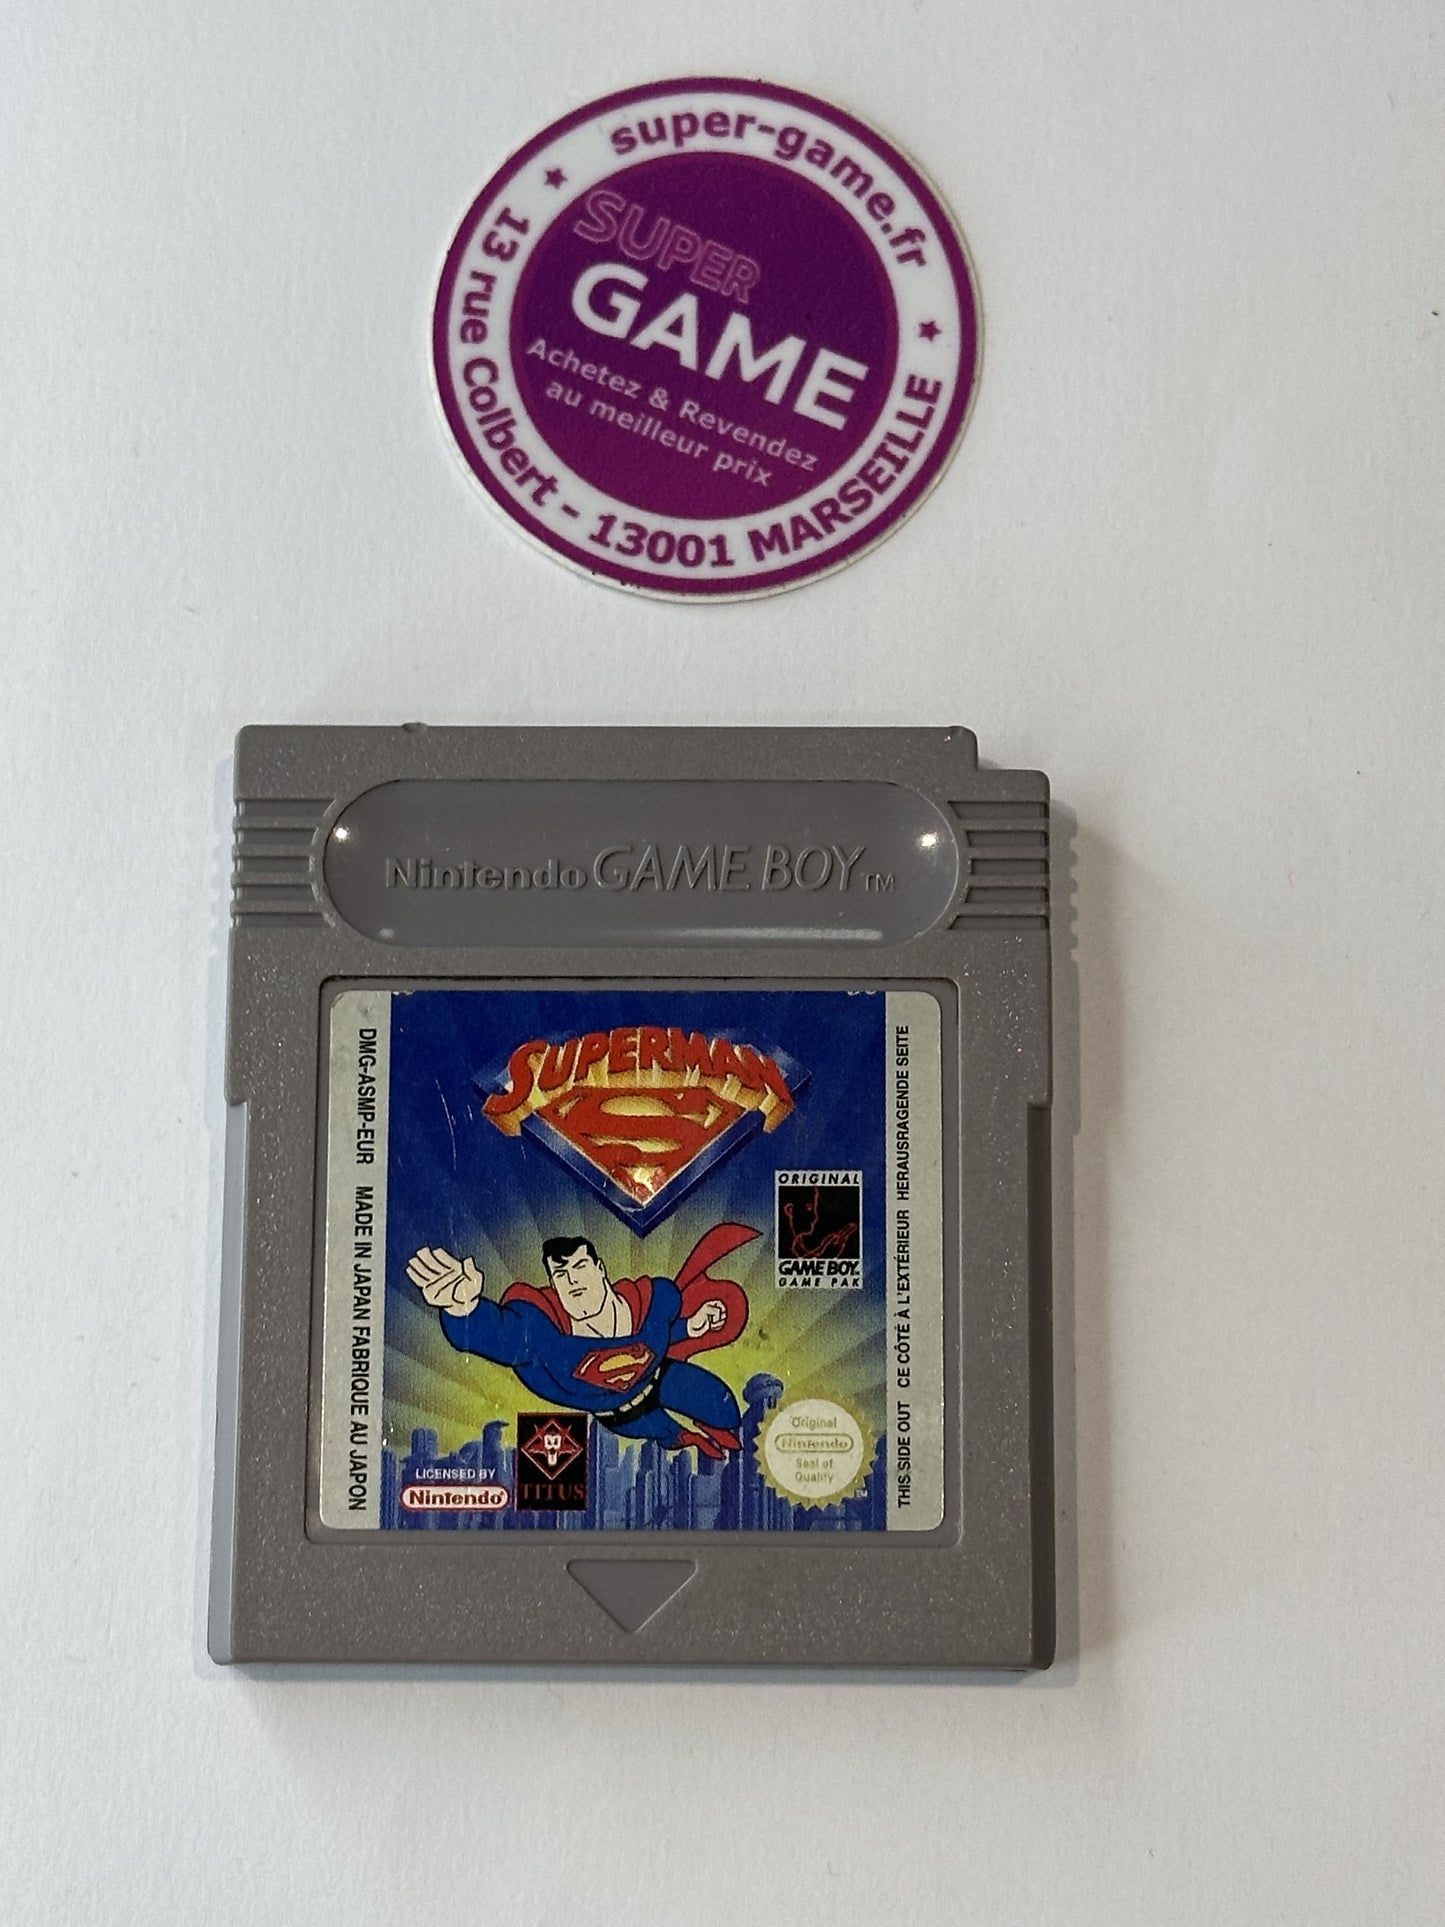 super-game.fr
SUPER
GAME
Achetez & Revendez
au meilleur prix
13 rue Colbert - 13001 MARSEILLE
Nintendo GAME BOY TM
DMG-ASMP-EUR MADE IN JAPAN FABRIQUE AU JAPON
SUPERMAN
S
ORIGINAL
GAME BOY
GAME PAK
S
LICENSED BY
Nintendo
TITUS
Original
Nintendo
Seal of
Quality
TM
THIS SIDE OUT CE CÔTÉ À L'EXTÉRIEUR HERAUSRAGENDE SEITE